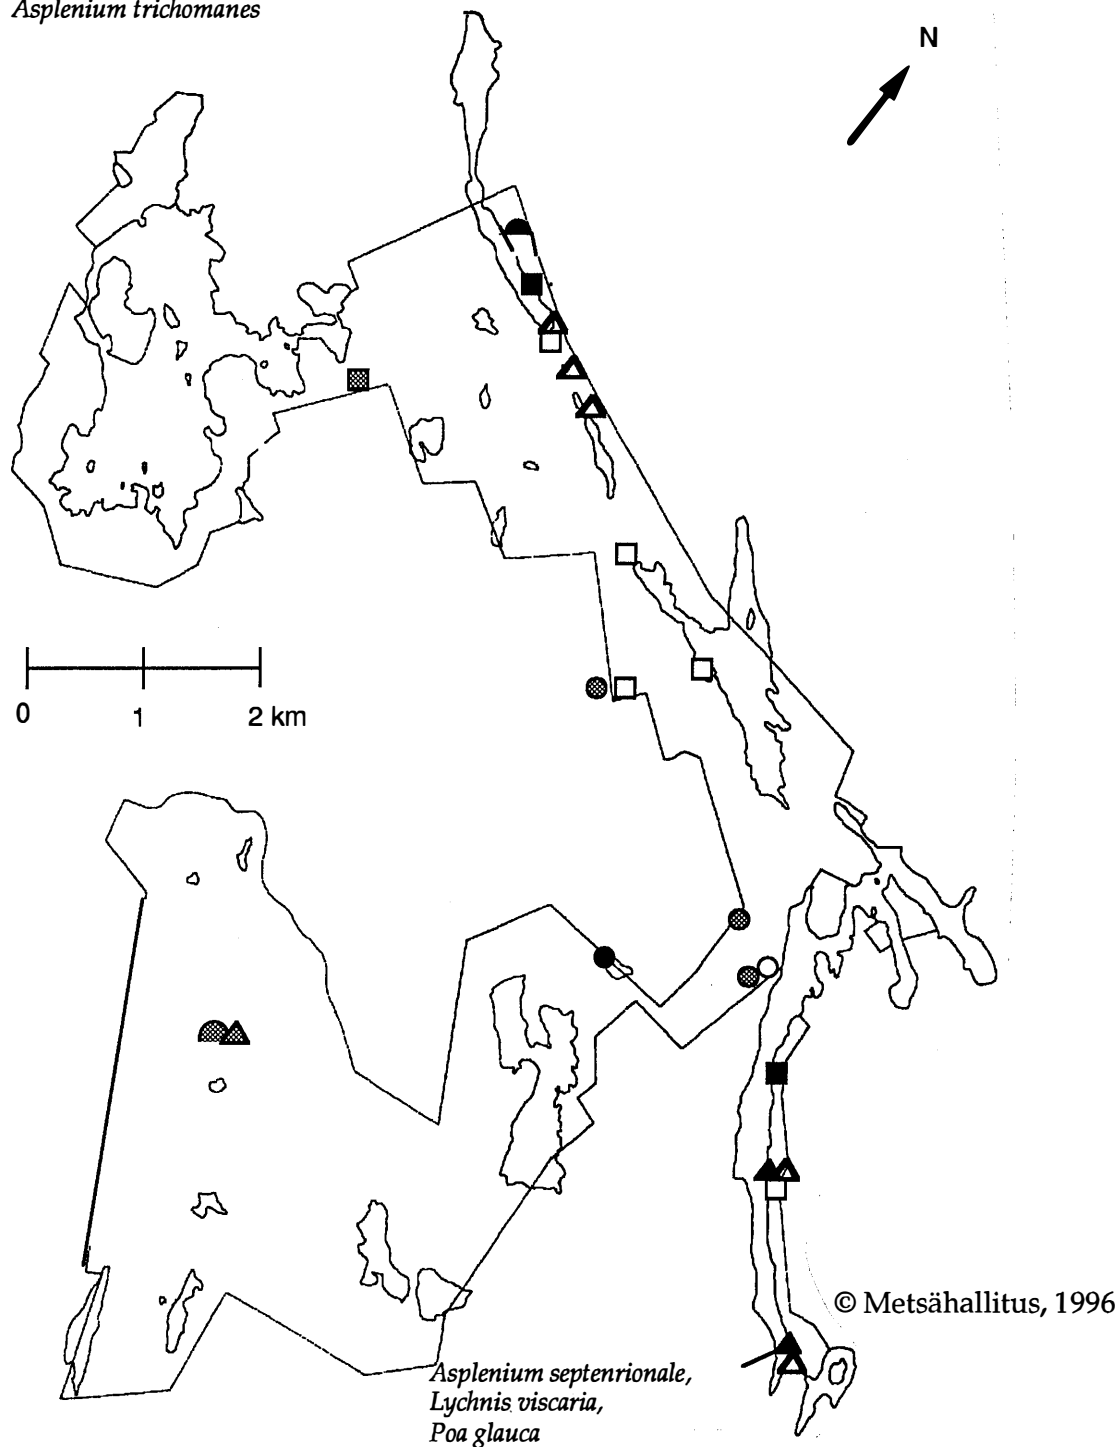 Asplenium trichomanes
N
0 1 2 km
© Metsähallitus, 1996
Asplenium septenrionale,
Lychnis viscaria,
Poa glauca